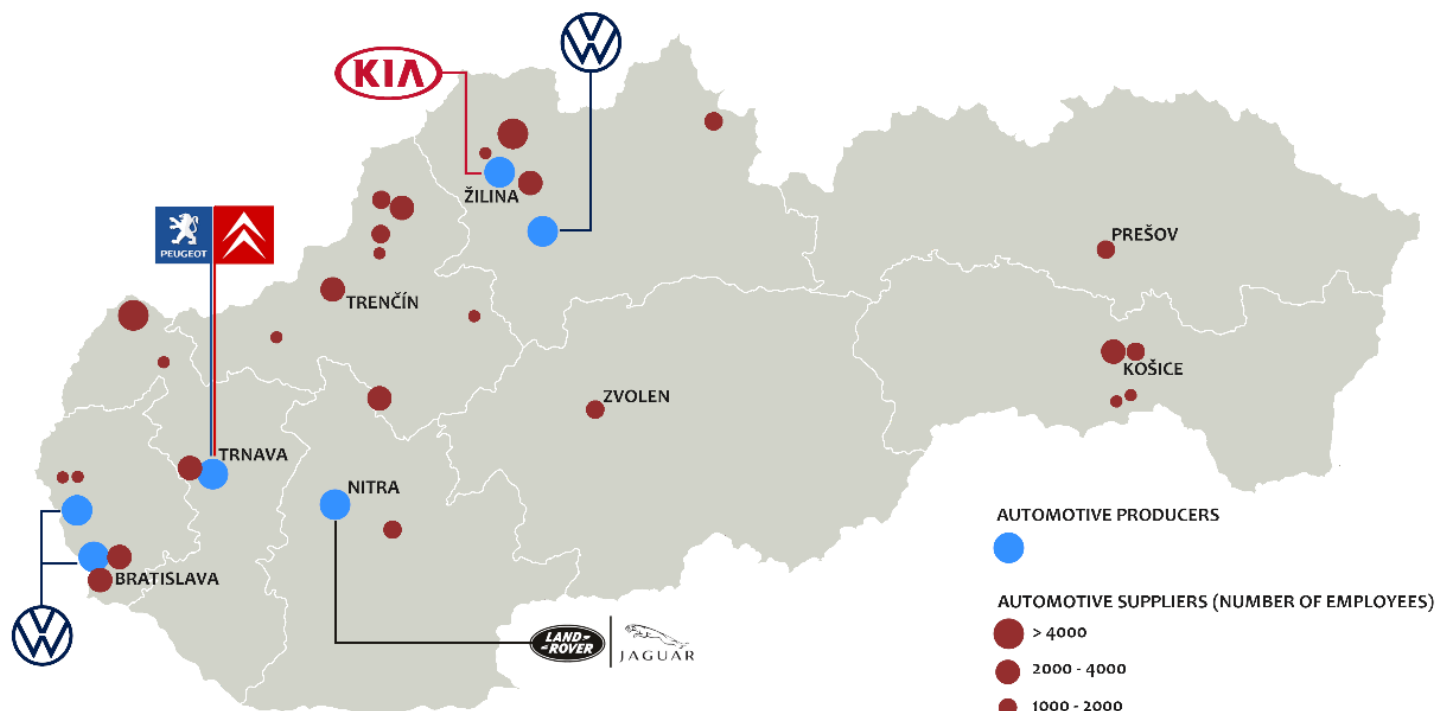 KIA
ŽILINA
PEUGEOT
PREŠOV
TRENČÍN
KOŠICE
ZVOLEN
TRNAVA
NITRA
BRATISLAVA
LAND-
-ROVER
JAGUAR
AUTOMOTIVE PRODUCERS
AUTOMOTIVE SUPPLIERS (NUMBER OF EMPLOYEES)
> 4000
2000 - 4000
1000 - 2000